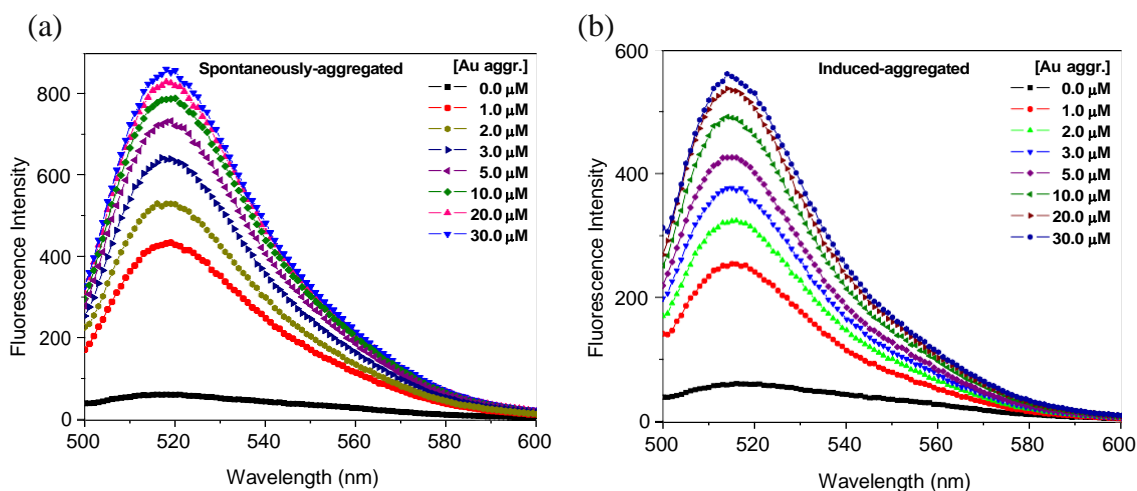 (a)
Spontaneously-aggregated
[Au aggr.]
0.0 μM
1.0 μM
2.0 μM
3.0 μM
5.0 μM
10.0 μM
20.0 μM
30.0 μM
800
600
400
200
0
500 520 540 560 580 600
Fluorescence Intensity
Wavelength (nm)
(b)
Induced-aggregated
[Au aggr.]
0.0 μM
1.0 μM
2.0 μM
3.0 μM
5.0 μM
10.0 μM
20.0 μM
30.0 μM
600
400
200
0
500 520 540 560 580 600
Fluorescence Intensity
Wavelength (nm)